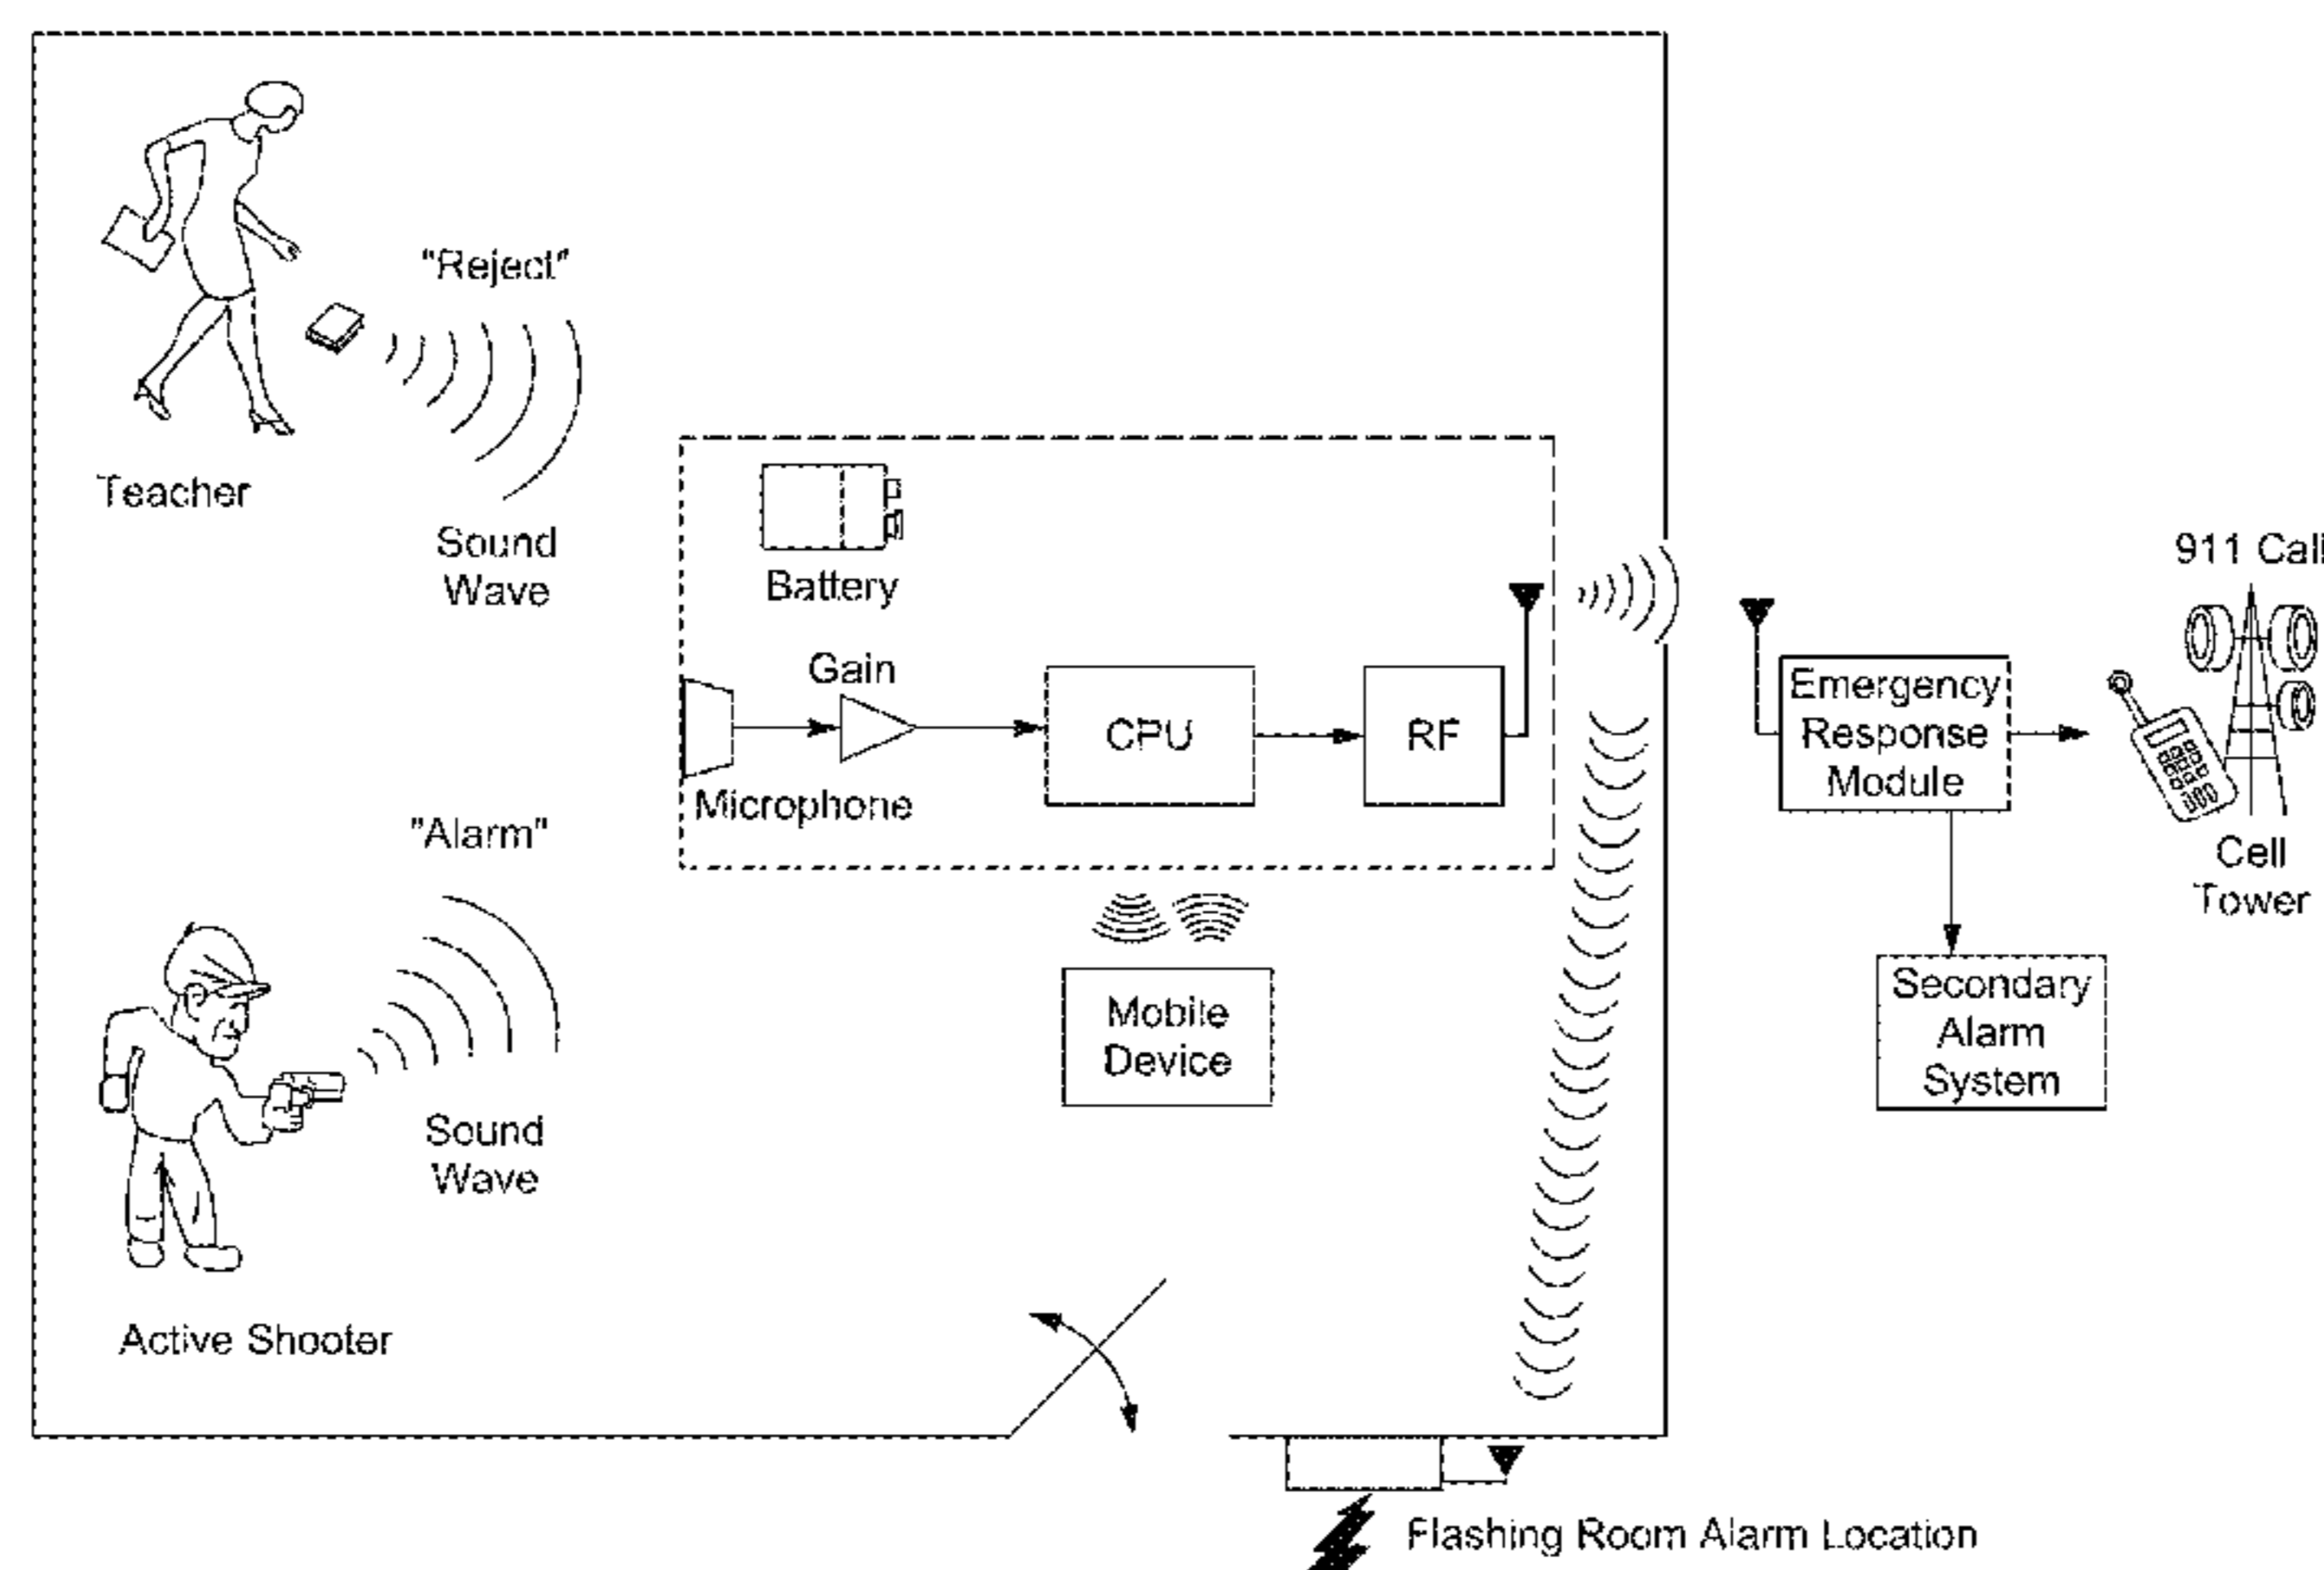 "Reject"
Teacher
Sound
Wave
Battery
Gain
Microphone
CPU
RF
911 Call
Emergency
Response
Module
Cell
Tower
"Alarm"
Mobile
Device
Secondary
Alarm
System
Sound
Wave
Active Shooter
Flashing Room Alarm Location